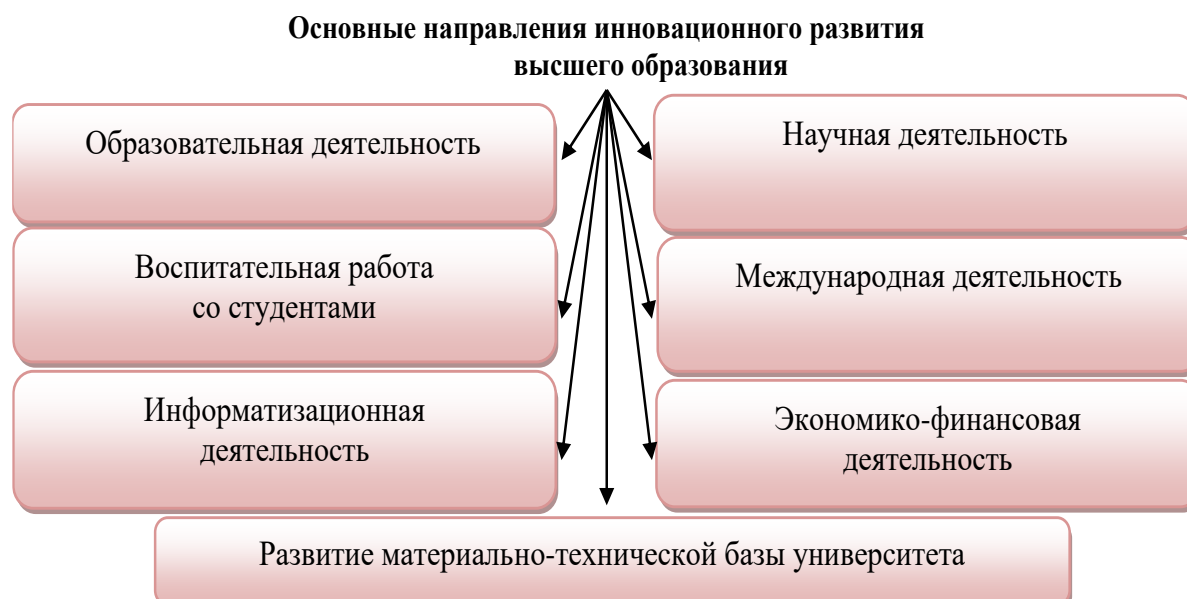 Основные направления инновационного развития
высшего образования
Образовательная деятельность
Научная деятельность
Воспитательная работа
со студентами
Международная деятельность
Информатизационная
деятельность
Экономико-финансовая
деятельность
Развитие материально-технической базы университета